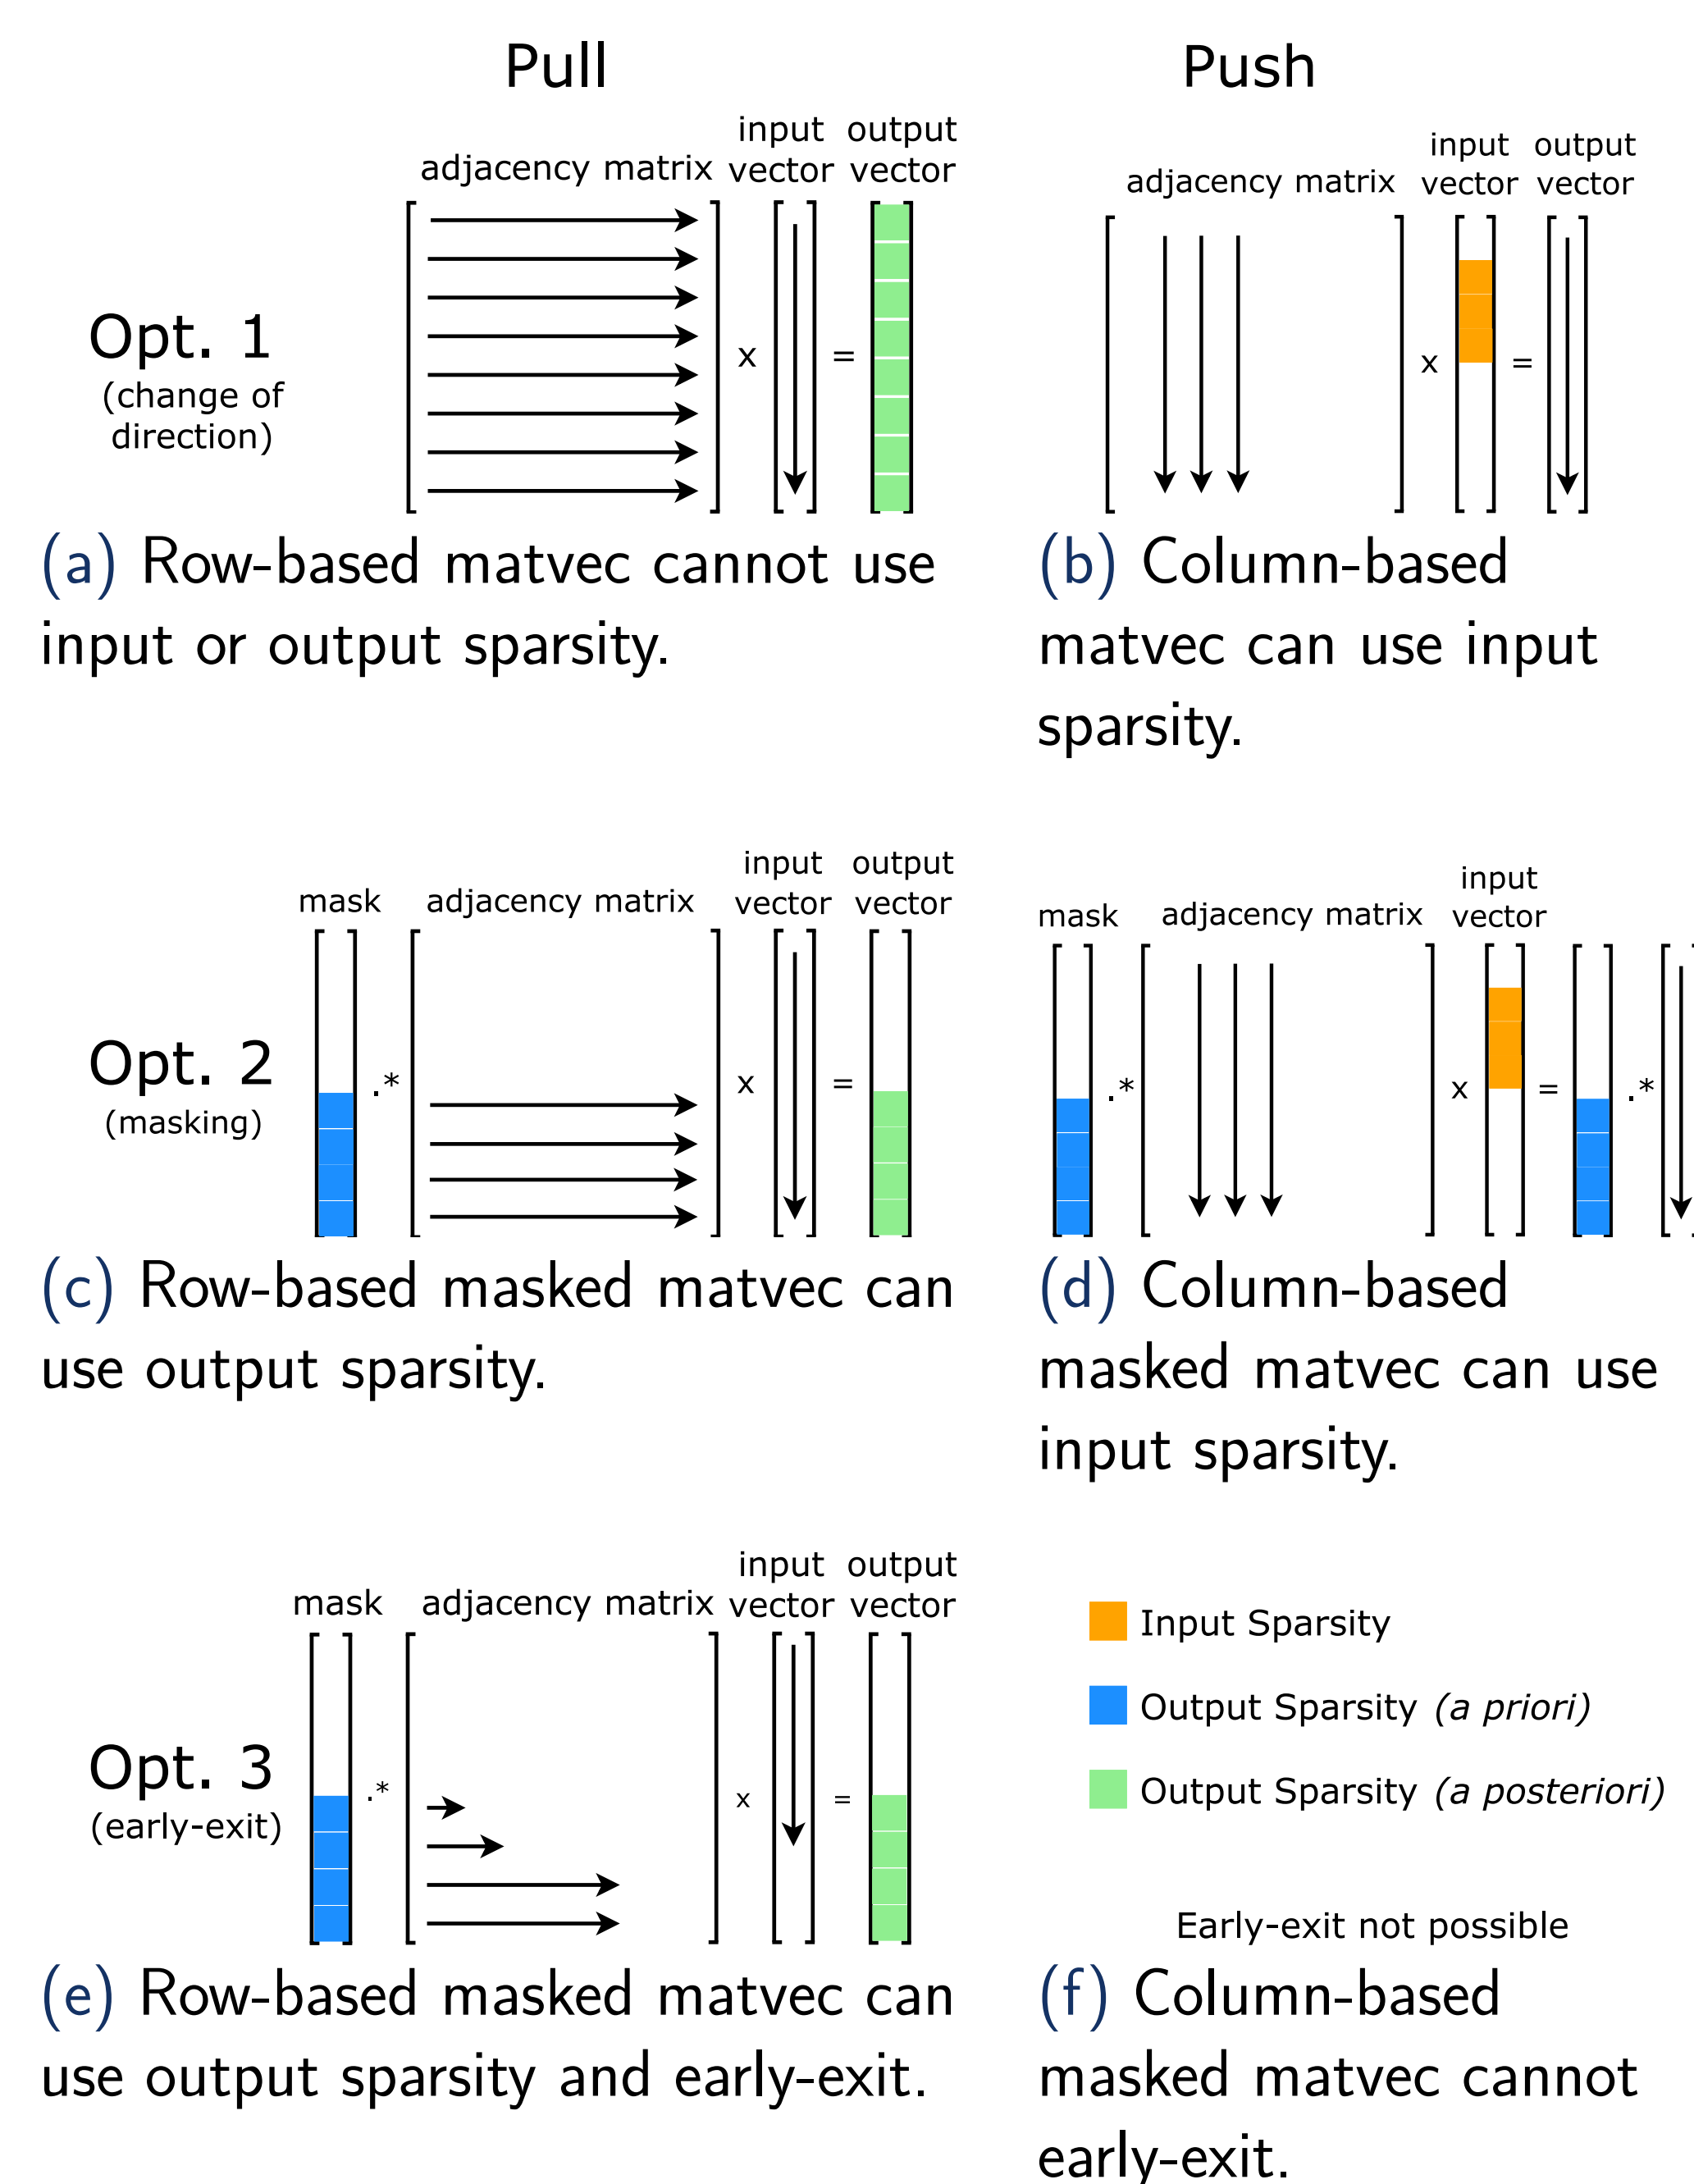 Pull
Push
adjacency matrix
input
vector
output
vector
x
=
Opt. 1
(change of
direction)
(a) Row-based matvec cannot use
input or output sparsity.
adjacency matrix
input
vector
output
vector
x
=
(b) Column-based
matvec can use input
sparsity.
mask
adjacency matrix
input
vector
output
vector
.*
x
=
Opt. 2
(masking)
(c) Row-based masked matvec can
use output sparsity.
mask
adjacency matrix
input
vector
.*
x
=
.*
(d) Column-based
masked matvec can use
input sparsity.
mask
adjacency matrix
input
vector
output
vector
.*
x
=
Opt. 3
(early-exit)
(e) Row-based masked matvec can
use output sparsity and early-exit.
Input Sparsity
Output Sparsity (a priori)
Output Sparsity (a posteriori)
Early-exit not possible
(f) Column-based
masked matvec cannot
early-exit.